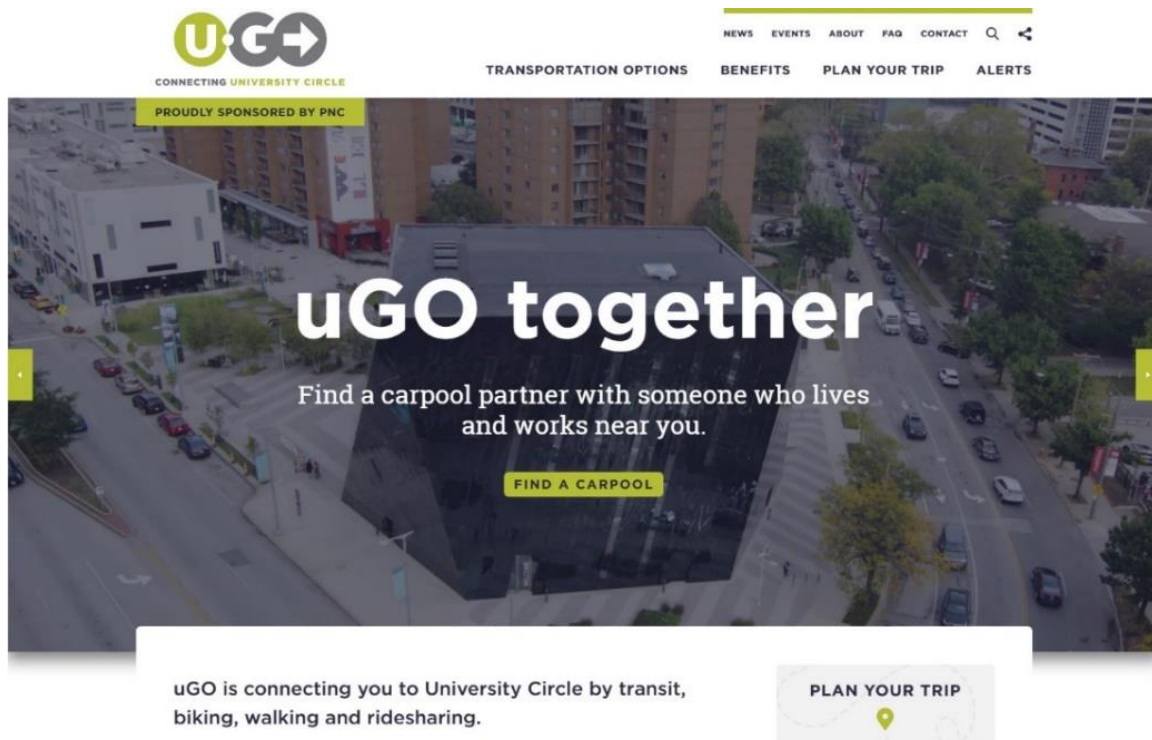 U·GO
CONNECTING UNIVERSITY CIRCLE
PROUDLY SPONSORED BY PNC
NEWS EVENTS ABOUT FAQ CONTACT
TRANSPORTATION OPTIONS BENEFITS PLAN YOUR TRIP ALERTS
uGO together
Find a carpool partner with someone who lives
and works near you.
FIND A CARPOOL
uGO is connecting you to University Circle by transit,
biking, walking and ridesharing.
PLAN YOUR TRIP